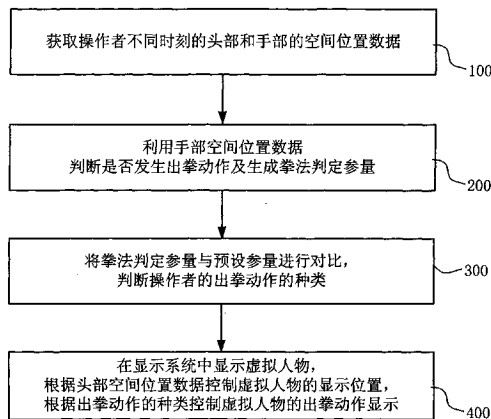 获取操作者不同时刻的头部和手部的空间位置数据
100
利用手部空间位置数据
判断是否发生出拳动作及生成拳法判定参量
200
将拳法判定参量与预设参量进行对比，
判断操作者的出拳动作的种类
300
在显示系统中显示虚拟人物，
根据头部空间位置数据控制虚拟人物的显示位置，
根据出拳动作的种类控制虚拟人物的出拳动作显示
400